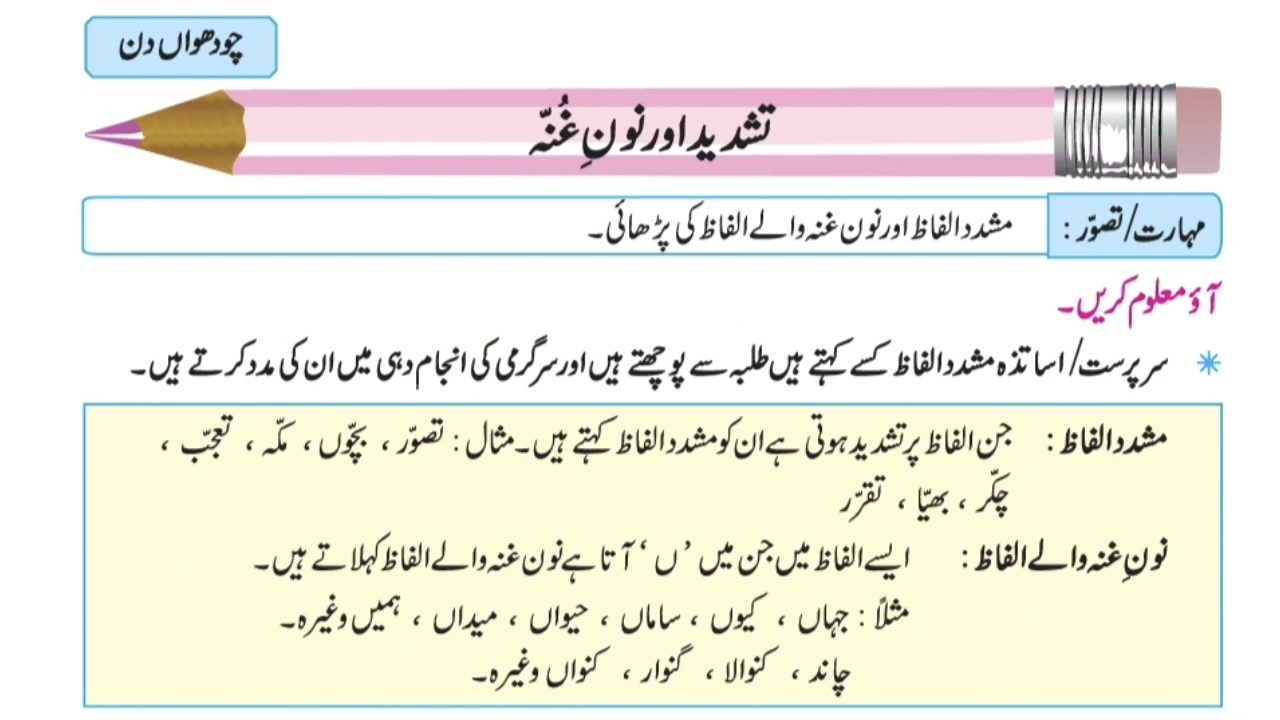 چودھواں دن
تشدید اور نونِ غُنہّ
مہارت/تصوّر : مشدد الفاظ اور نون غنہ والے الفاظ کی پڑھائی۔
آؤ معلوم کریں۔
سرپرست/اساتذہ مشدد الفاظ کسے کہتے ہیں طلبہ سے پوچھتے ہیں اور سرگرمی کی انجام دہی میں ان کی مدد کرتے ہیں۔
مشدد الفاظ : جن الفاظ پر تشدید ہوتی ہے ان کو مشدد الفاظ کہتے ہیں۔ مثال : تصوّر ، بچّوں ، مکّہ ، تعجّب ،
چکّر ، بھیّا ، تقرّر
نونِ غنہ والے الفاظ : ایسے الفاظ میں جن میں ’ں‘ آتا ہے نون غنہ والے الفاظ کہلاتے ہیں۔
مثلاً : جہاں ، کیوں ، ساماں ، حیواں ، میداں ، ہمیں وغیرہ۔
چاند ، کنوالا ، گنوار ، کنواں وغیرہ۔